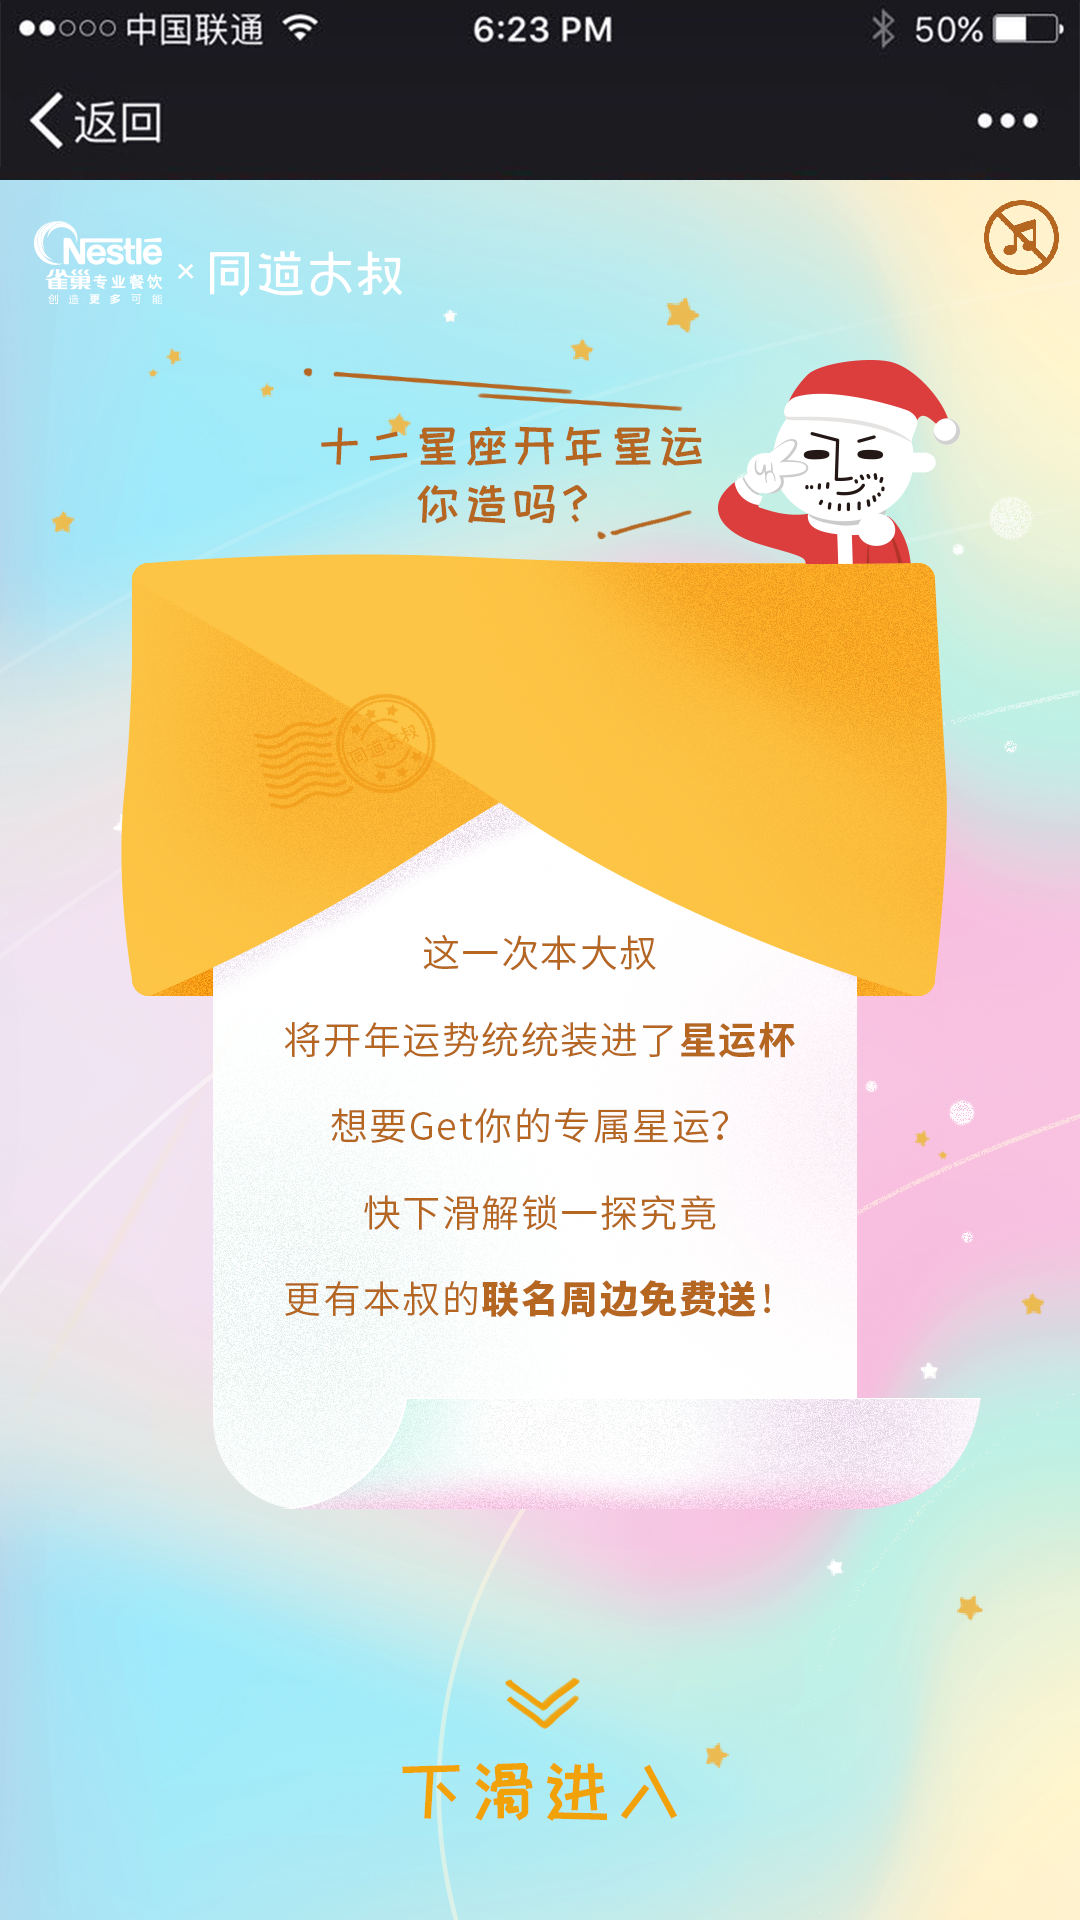 中国联通
6:23 PM
50%
返回
Nestlé
雀巢专业餐饮
创造更多可能
×
同道大叔
十二星座开年星运
你造吗？
同道大叔
这一次本大叔
将开年运势统统装进了星运杯
想要Get你的专属星运？
快下滑解锁一探究竟
更有本叔的联名周边免费送！
下滑进入